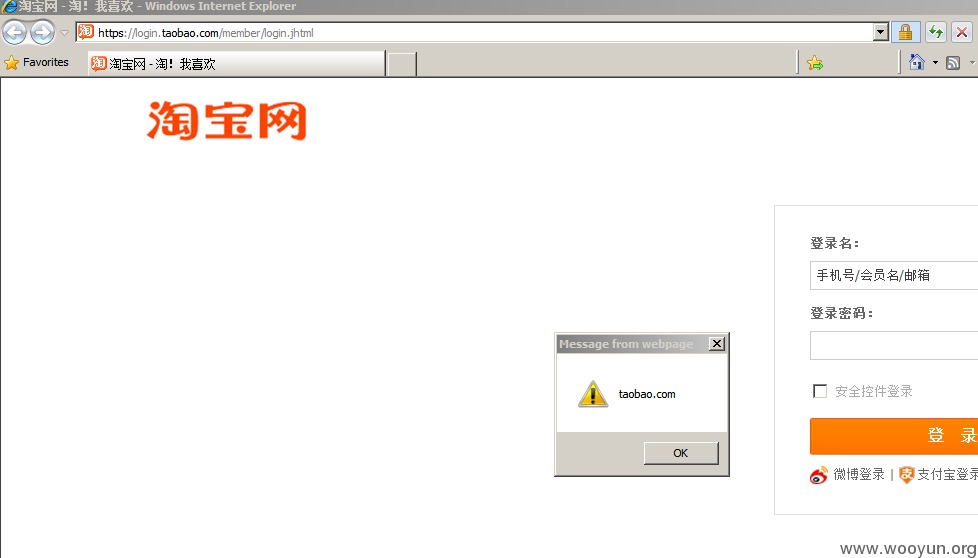 淘宝网 - 淘！我喜欢 - Windows Internet Explorer
https://login.taobao.com/member/login.jhtml
Favorites
淘宝网 - 淘！我喜欢
淘宝网
登录名：
手机号/会员名/邮箱
登录密码：
Message from webpage
taobao.com
OK
安全控件登录
登 录
微博登录 | 支付宝登录
www.wooyun.org